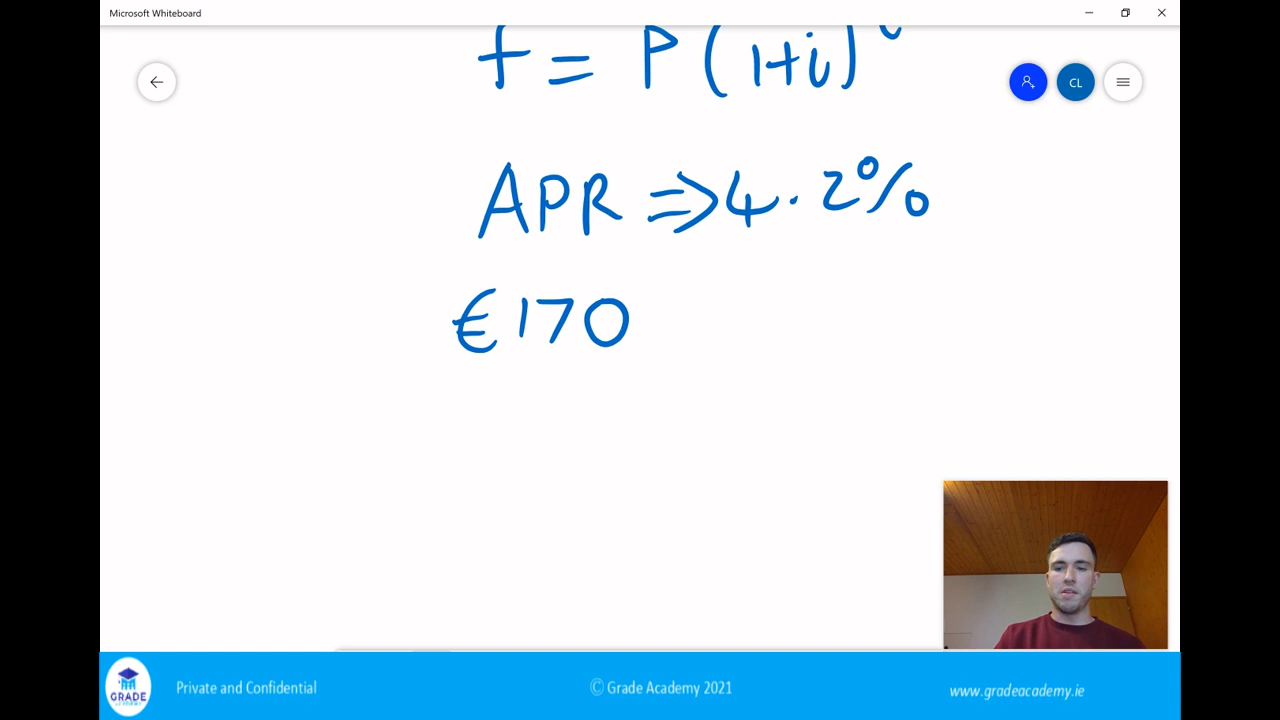 Microsoft Whiteboard
f = P(1+i)
CL
APR => 4.2%
€170
GRADE
Private and Confidential
© Grade Academy 2021
www.gradeacademy.ie